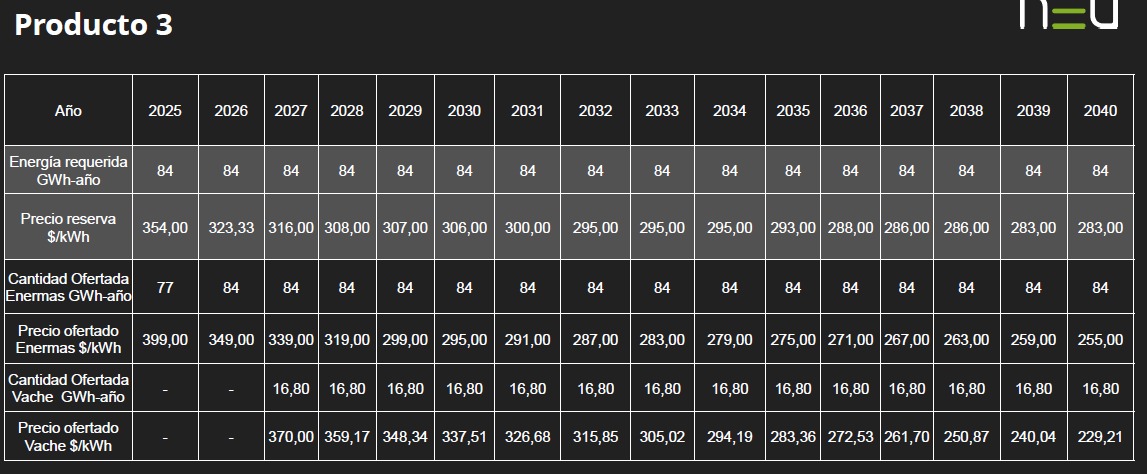 Producto 3
neu
Año 2025 2026 2027 2028 2029 2030 2031 2032 2033 2034 2035 2036 2037 2038 2039 2040
Energía requerida
GWh-año 84 84 84 84 84 84 84 84 84 84 84 84 84 84 84 84
Precio reserva
$/kWh 354,00 323,33 316,00 308,00 307,00 306,00 300,00 295,00 295,00 295,00 293,00 288,00 286,00 286,00 283,00 283,00
Cantidad Ofertada
Enermas GWh-año 77 84 84 84 84 84 84 84 84 84 84 84 84 84 84 84
Precio ofertado
Enermas $/kWh 399,00 349,00 339,00 319,00 299,00 295,00 291,00 287,00 283,00 279,00 275,00 271,00 267,00 263,00 259,00 255,00
Cantidad Ofertada
Vache GWh-año - - 16,80 16,80 16,80 16,80 16,80 16,80 16,80 16,80 16,80 16,80 16,80 16,80 16,80 16,80
Precio ofertado
Vache $/kWh - - 370,00 359,17 348,34 337,51 326,68 315,85 305,02 294,19 283,36 272,53 261,70 250,87 240,04 229,21